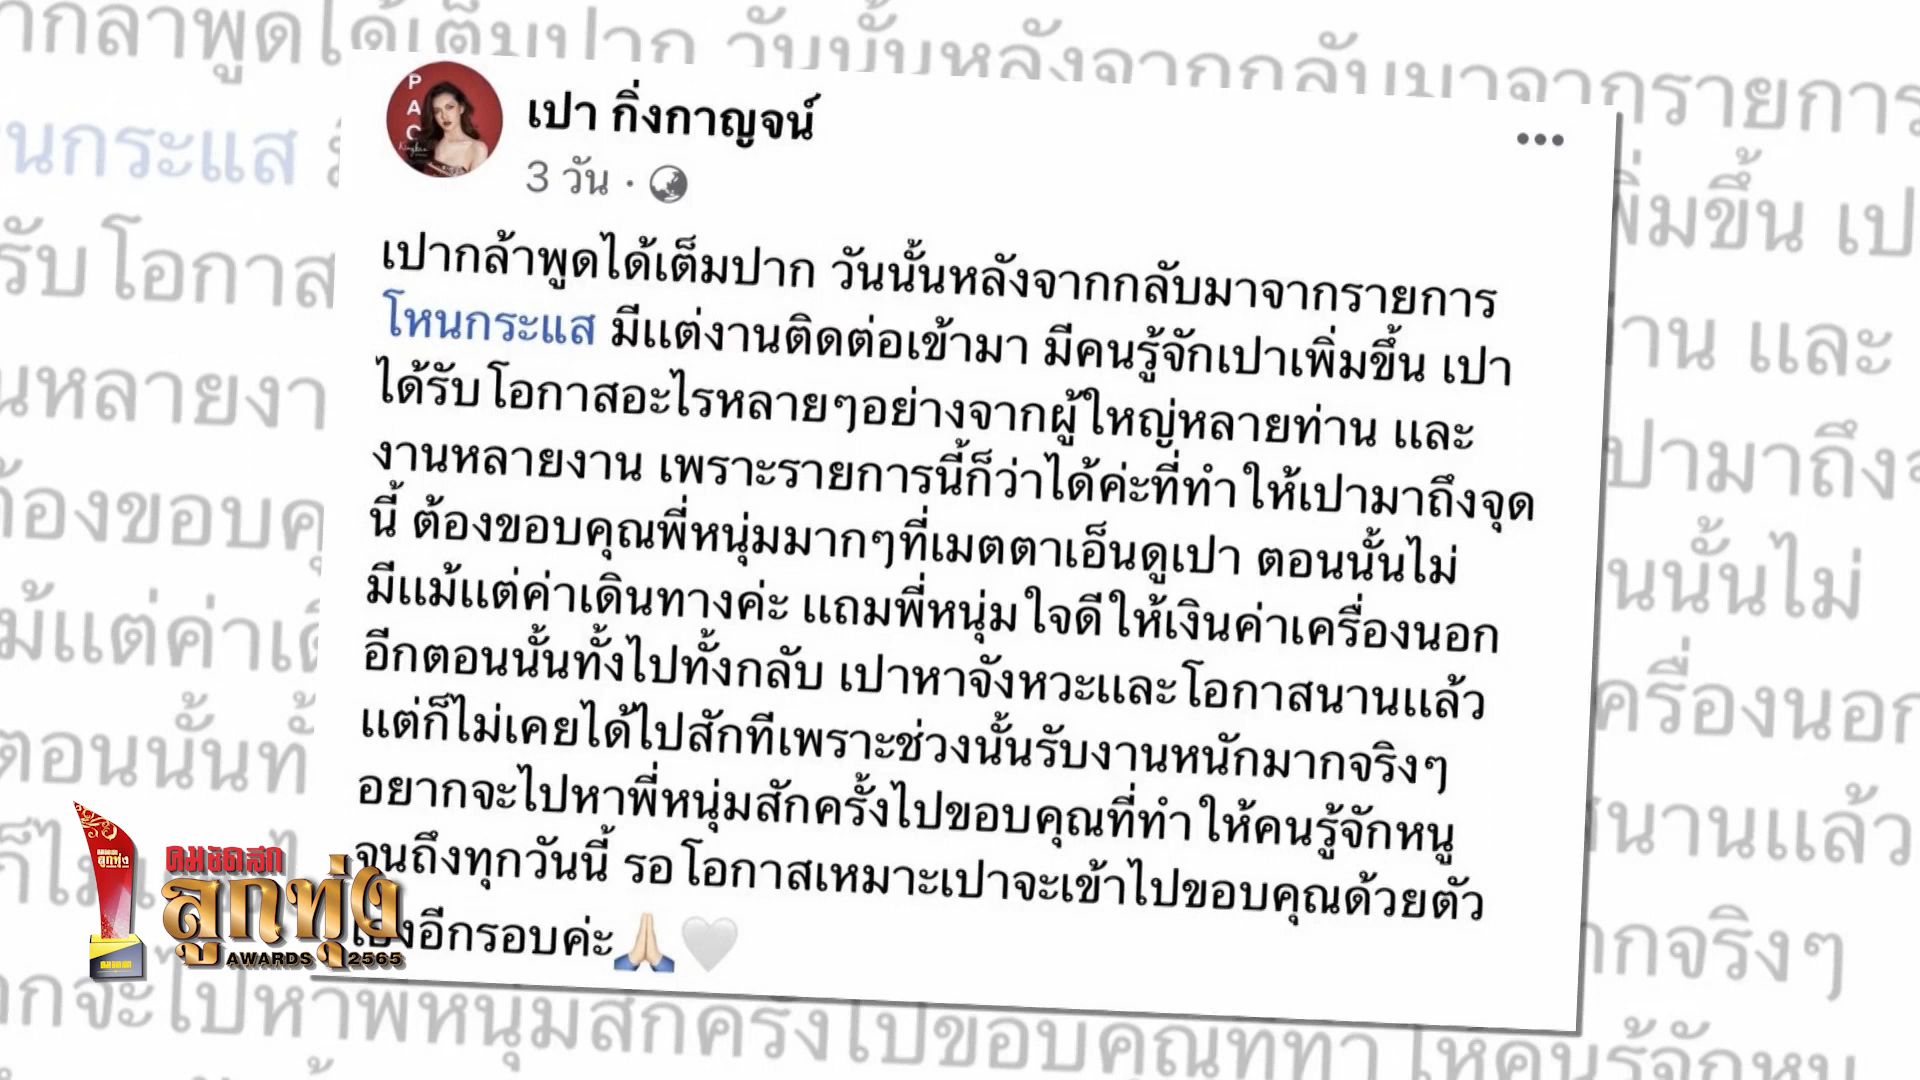 เปา กิ่งกาญจน์
3 วัน ·
เปากล้าพูดได้เต็มปาก วันนั้นหลังจากกลับมาจากรายการ
โหนกระแส มีแต่งานติดต่อเข้ามา มีคนรู้จักเปาเพิ่มขึ้น เปา
ได้รับโอกาสอะไรหลายๆอย่างจากผู้ใหญ่หลายท่าน และ
งานหลายงาน เพราะรายการนี้ก็ว่าได้ค่ะที่ทำให้เปามาถึงจุด
นี้ ต้องขอบคุณพี่หนุ่มมากๆที่เมตตาเอ็นดูเปา ตอนนั้นไม่
มีแม้แต่ค่าเดินทางค่ะ แถมพี่หนุ่มใจดีให้เงินค่าเครื่องนอก
อีกตอนนั้นทั้งไปทั้งกลับ เปาหาจังหวะและโอกาสนานแล้ว
แต่ก็ไม่เคยได้ไปสักทีเพราะช่วงนั้นรับงานหนักมากจริงๆ
อยากจะไปหาพี่หนุ่มสักครั้งไปขอบคุณที่ทำให้คนรู้จักหนู
จนถึงทุกวันนี้ รอโอกาสเหมาะเปาจะเข้าไปขอบคุณด้วยตัว
เองอีกรอบค่ะ🙏🏻🤍
คมชัดลึก
ลูกทุ่ง
AWARDS 2565